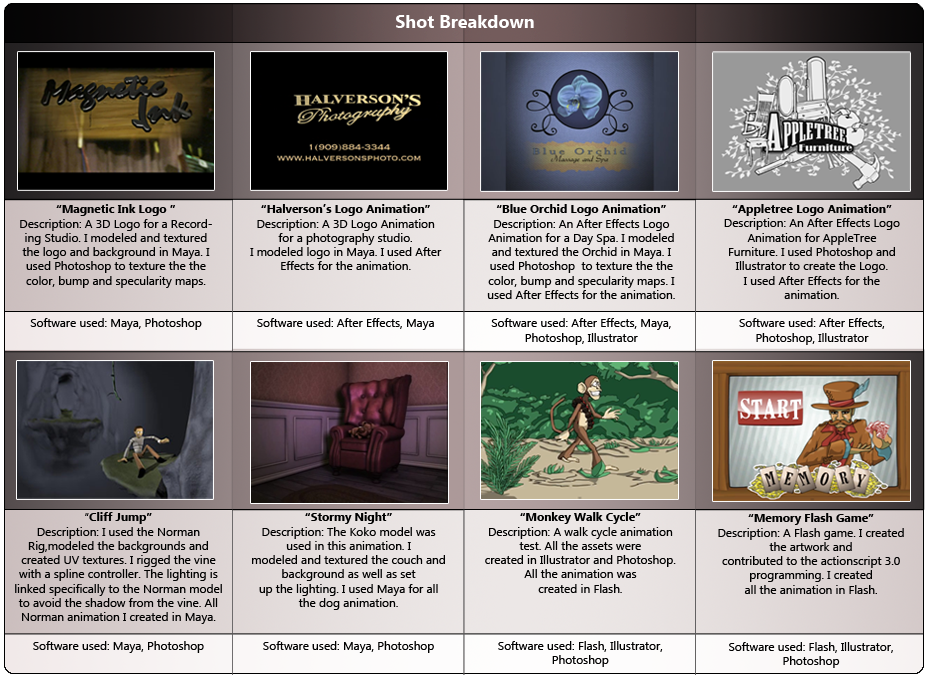 Shot Breakdown
Magnetic
Ink
HALVERSON'S
Photography
1(909)884-3344
WWW.HALVERSONSPHOTO.COM
Blue Orchid
Massage and Spa
APPLETREE
Furniture
“Magnetic Ink Logo ”
Description: A 3D Logo for a Record-
ing Studio. I modeled and textured
the logo and background in Maya. I
used Photoshop to texture the the
color, bump and specularity maps.
“Halverson’s Logo Animation”
Description: A 3D Logo Animation
for a photography studio.
I modeled logo in Maya. I used After
Effects for the animation.
“Blue Orchid Logo Animation”
Description: An After Effects Logo
Animation for a Day Spa. I modeled
and textured the Orchid in Maya. I
used Photoshop  to texture the the
color, bump and specularity maps. I
used After Effects for the animation.
“Appletree Logo Animation”
Description: An After Effects Logo
Animation for AppleTree
Furniture. I used Photoshop and
Illustrator to create the Logo.
I used After Effects for the
animation.
Software used: Maya, Photoshop
Software used: After Effects, Maya
Software used: After Effects, Maya,
Photoshop, Illustrator
Software used: After Effects,
Photoshop, Illustrator
START
MEMORY
“Cliff Jump”
Description: I used the Norman
Rig,modeled the backgrounds and
created UV textures. I rigged the vine
with a spline controller. The lighting is
linked specifically to the Norman model
to avoid the shadow from the vine. All
Norman animation I created in Maya.
“Stormy Night”
Description: The Koko model was
used in this animation. I
modeled and textured the couch and
background as well as set
up the lighting. I used Maya for all
the dog animation.
“Monkey Walk Cycle”
Description: A walk cycle animation
test. All the assets were
created in Illustrator and Photoshop.
All the animation was
created in Flash.
“Memory Flash Game”
Description: A Flash game. I created
the artwork and
contributed to the actionscript 3.0
programming. I created
all the animation in Flash.
Software used: Maya, Photoshop
Software used: Maya, Photoshop
Software used: Flash, Illustrator,
Photoshop
Software used: Flash, Illustrator,
Photoshop